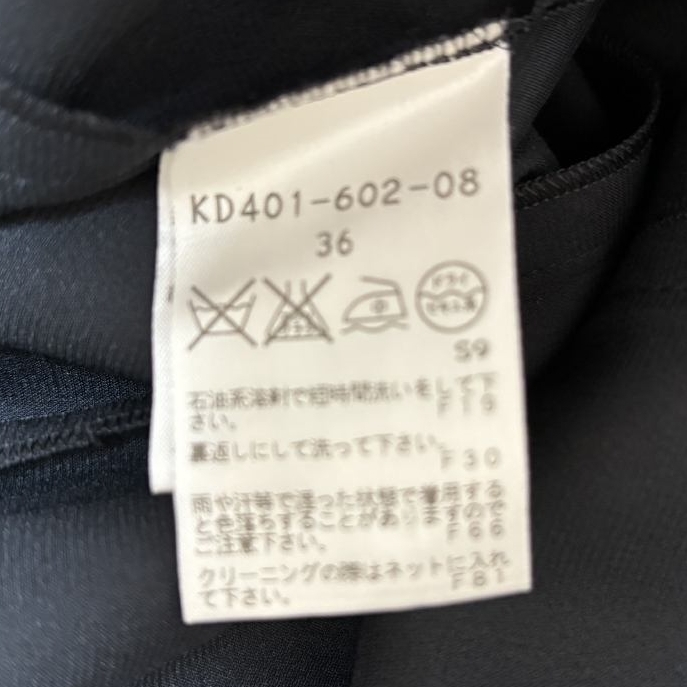 KD401-602-08
36
ドライ
セキユ系
S9
石油系溶剤で短時間洗いをして下
さい。 F19
裏返しにして洗って下さい。
F30
雨や汗等で湿った状態で着用する
と色落ちすることがありますので
ご注意下さい。 F66
クリーニングの際はネットに入れ
て下さい。 F81